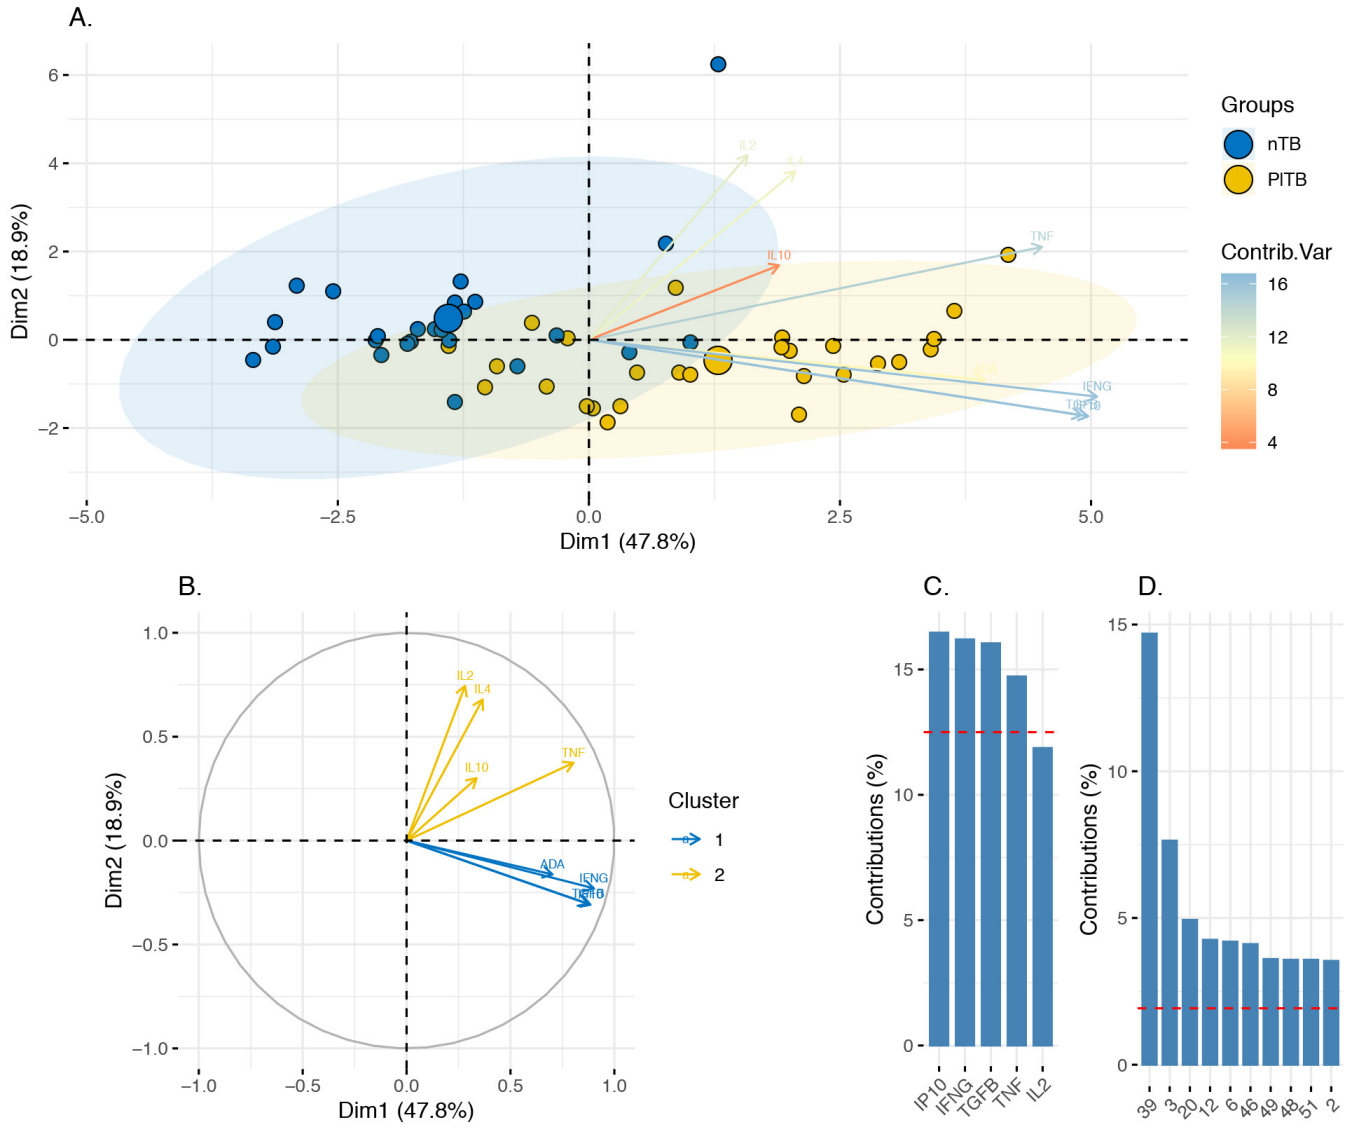 A.
6
4
2
0
−2
Dim2 (18.9%)
IL2
IL4
TNF
IL10
ADA
IFNG
−5.0
−2.5
0.0
2.5
5.0
Dim1 (47.8%)
Groups
nTB
PlTB
Contrib.Var
16
12
8
4
B.
1.0
0.5
0.0
−0.5
−1.0
Dim2 (18.9%)
IL2
IL4
TNF
IL10
ADA
IFNG
−1.0
−0.5
0.0
0.5
1.0
Dim1 (47.8%)
Cluster
a 1
a 2
C.
15
10
5
0
Contributions (%)
IP10
IFNG
TGFB
TNF
IL2
D.
15
10
5
0
Contributions (%)
39
3
20
12
6
46
49
48
51
2